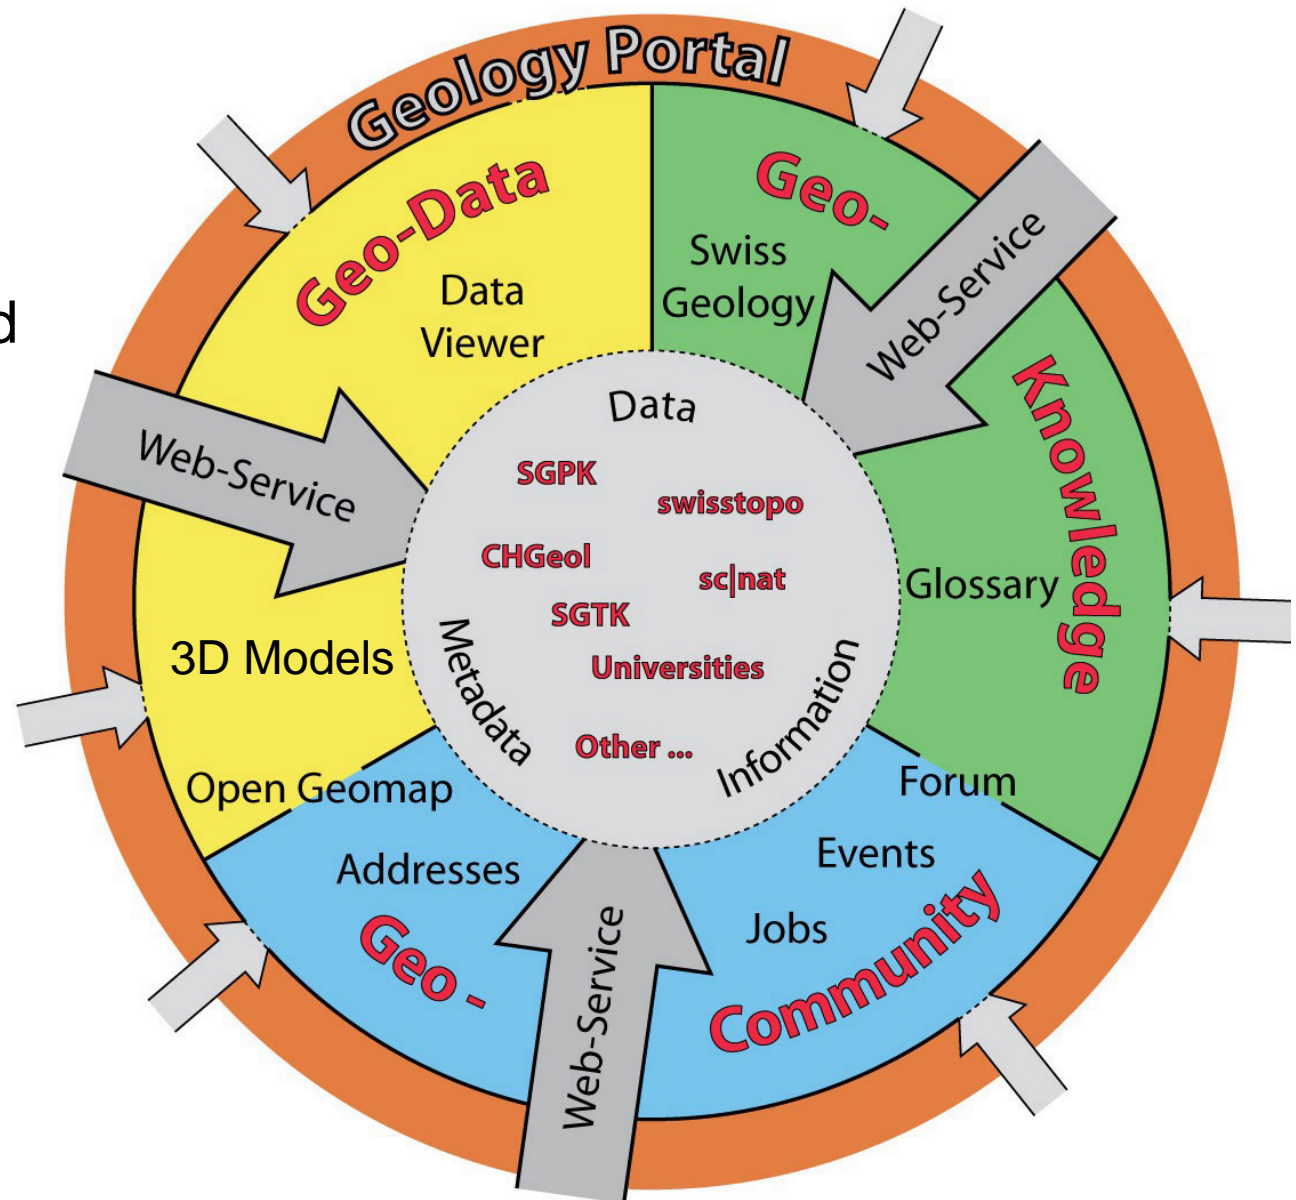 Geology Portal
Geo-Data
Data
Viewer
Geo-
Swiss
Geology
Web-Service
Knowledge
d
Web-Service
Data
SGPK
swisstopo
CHGeol
sc|nat
SGTK
Universities
Other ...
Metadata
Information
Glossary
3D Models
Open Geomap
Forum
Addresses
Events
Geo -
Jobs
Community
Web-Service